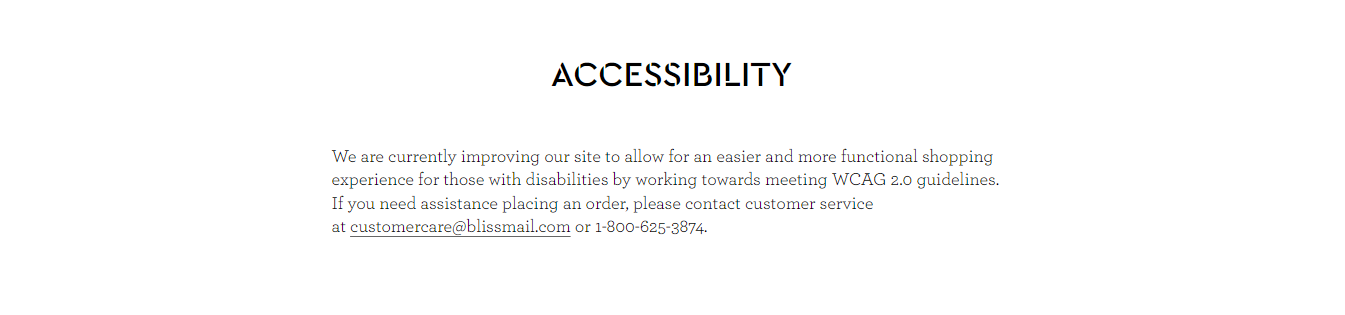 ACCESSIBILITY
We are currently improving our site to allow for an easier and more functional shopping
experience for those with disabilities by working towards meeting WCAG 2.0 guidelines.
If you need assistance placing an order, please contact customer service
at customercare@blissmail.com or 1-800-625-3874.